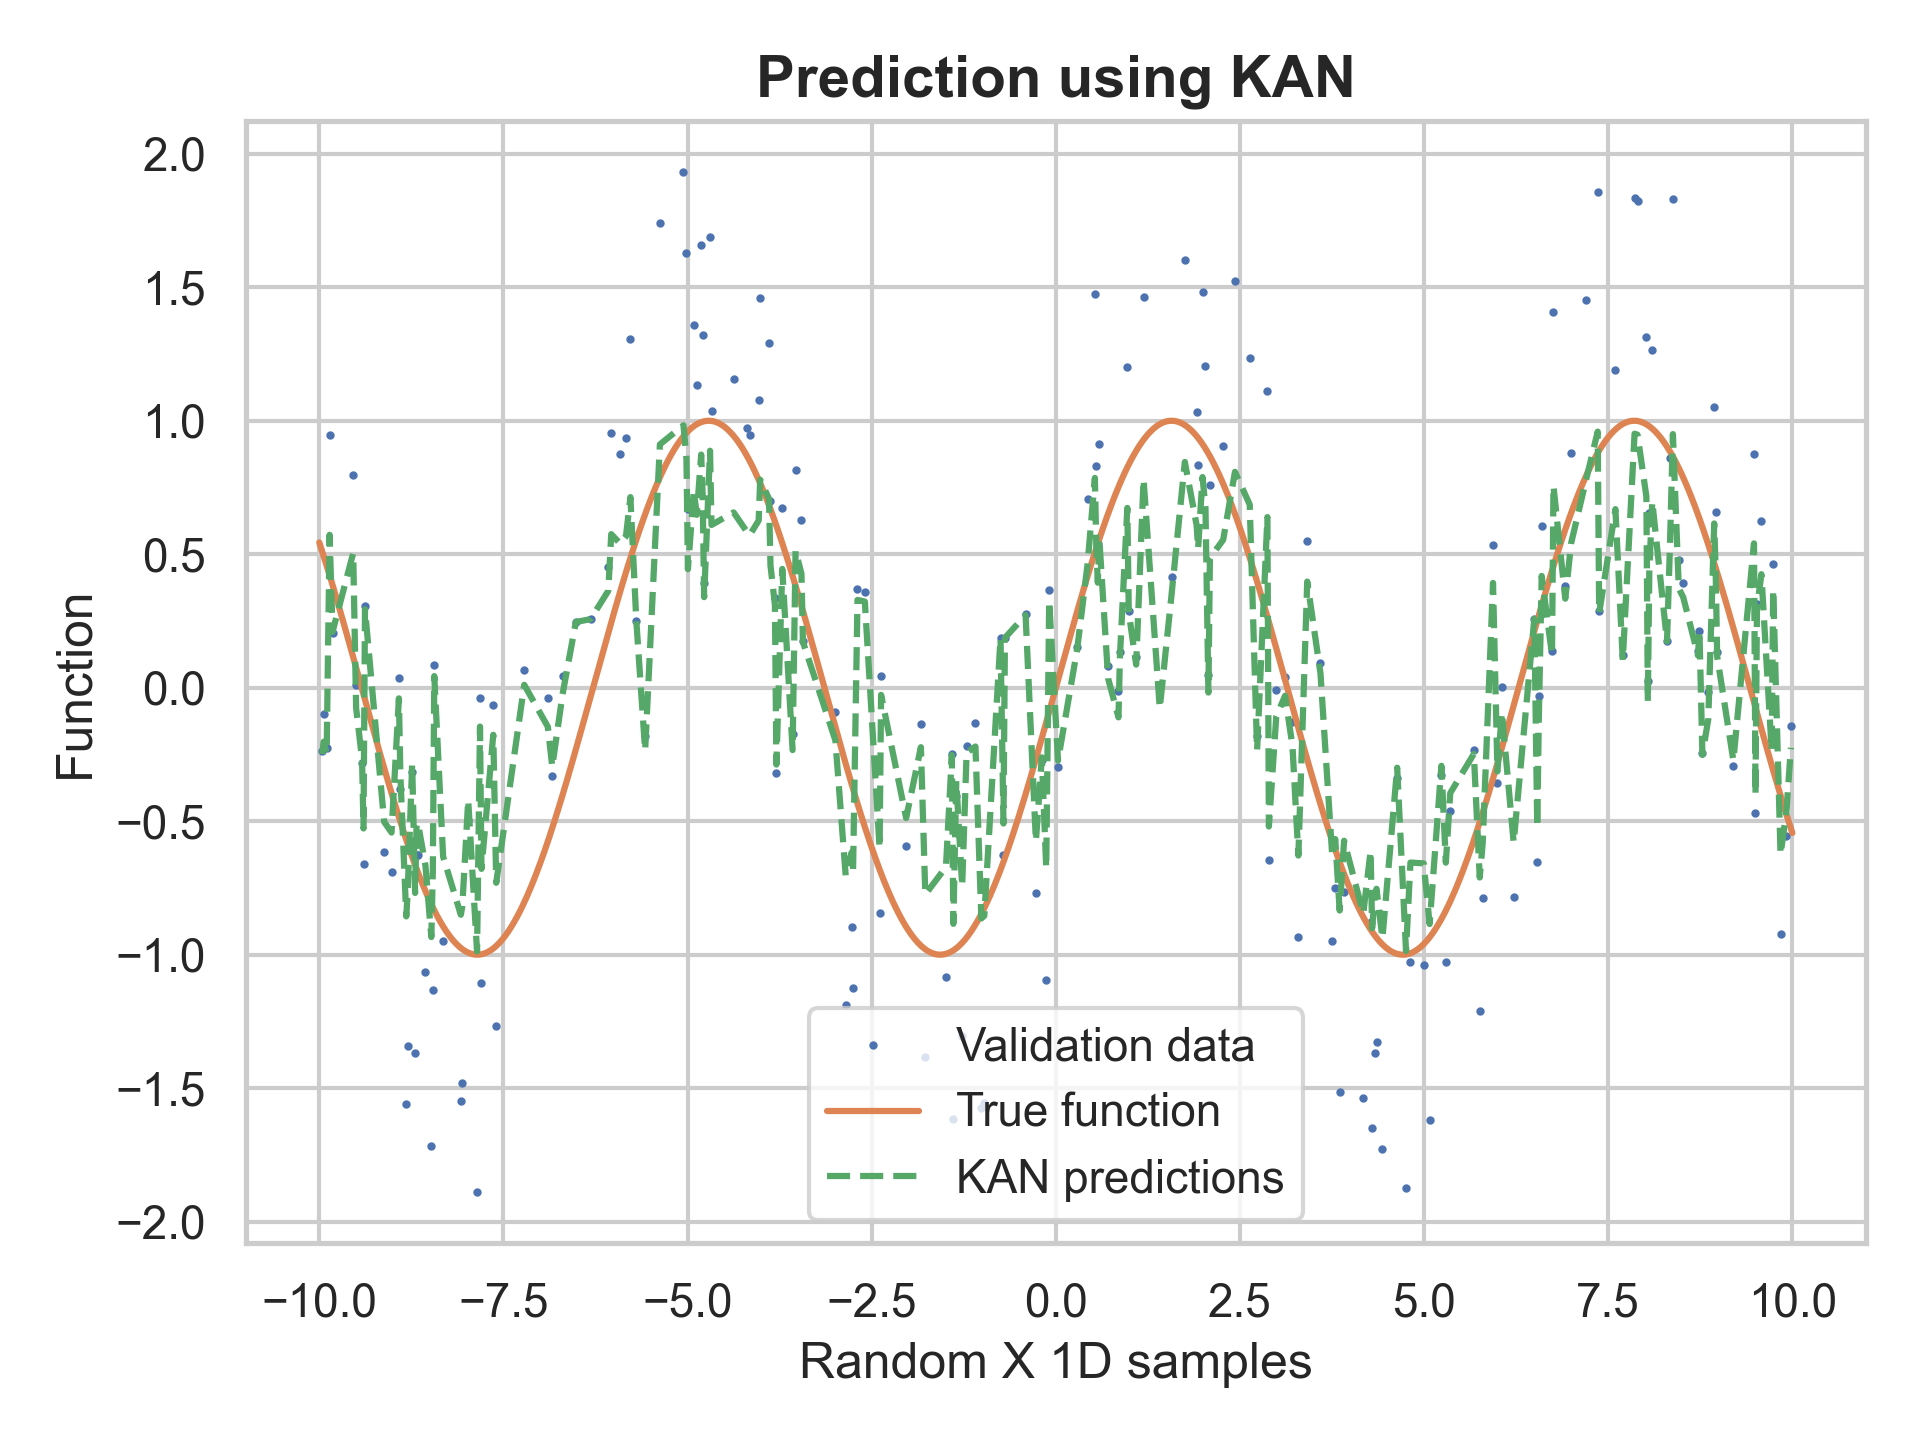 Prediction using KAN
2.0
1.5
1.0
0.5
0.0
−0.5
−1.0
−1.5
−2.0
Function
Validation data
True function
KAN predictions
−10.0 −7.5 −5.0 −2.5 0.0 2.5 5.0 7.5 10.0
Random X 1D samples